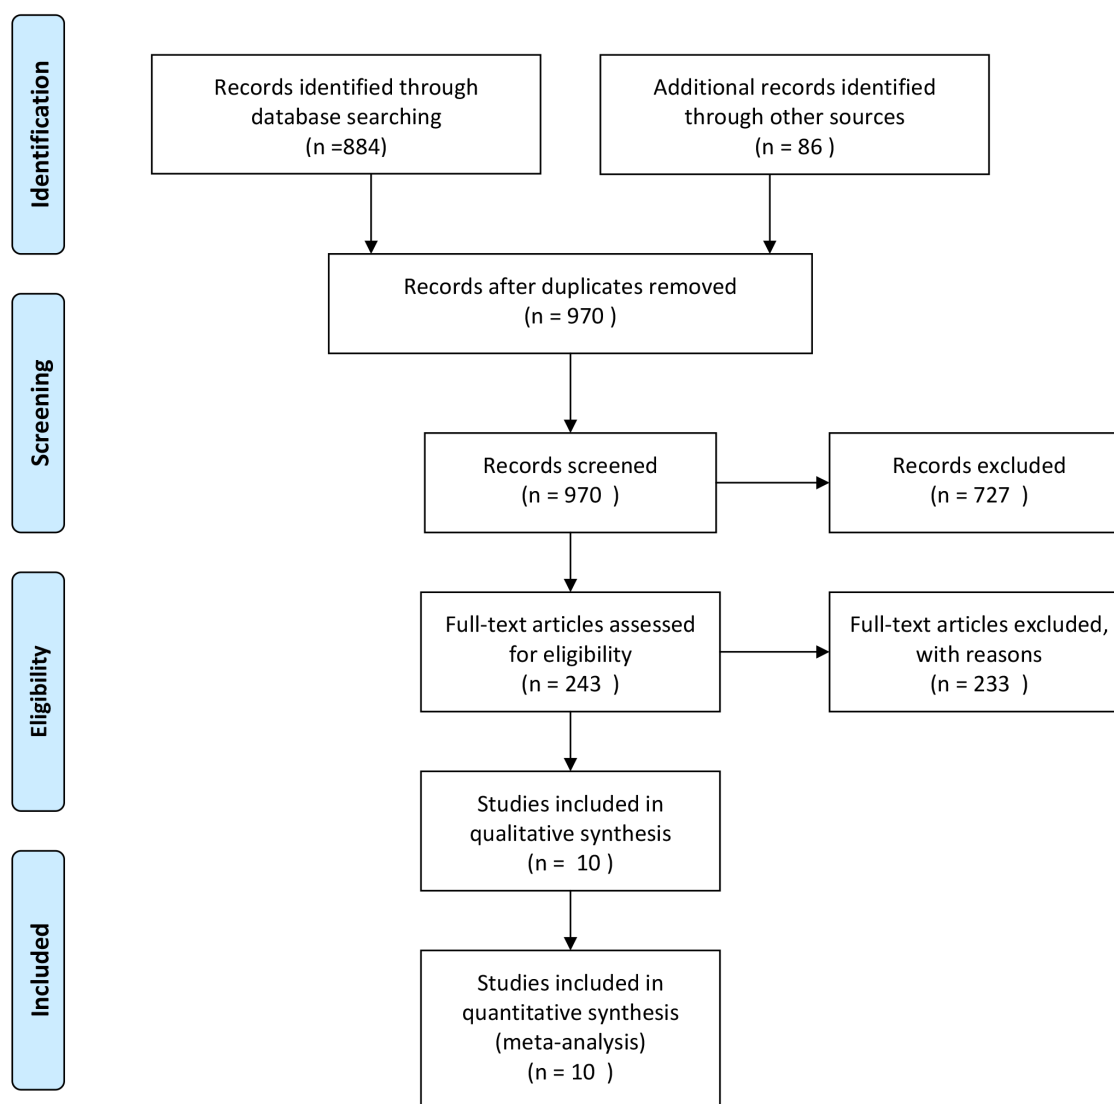 Identification
Records identified through
database searching
(n =884)
Additional records identified
through other sources
(n = 86 )
Records after duplicates removed
(n = 970 )
Screening
Records screened
(n = 970  )
Records excluded
(n = 727  )
Eligibility
Full-text articles assessed
for eligibility
(n = 243  )
Full-text articles excluded,
with reasons
(n = 233  )
Studies included in
qualitative synthesis
(n =  10 )
Included
Studies included in
quantitative synthesis
(meta-analysis)
(n = 10  )